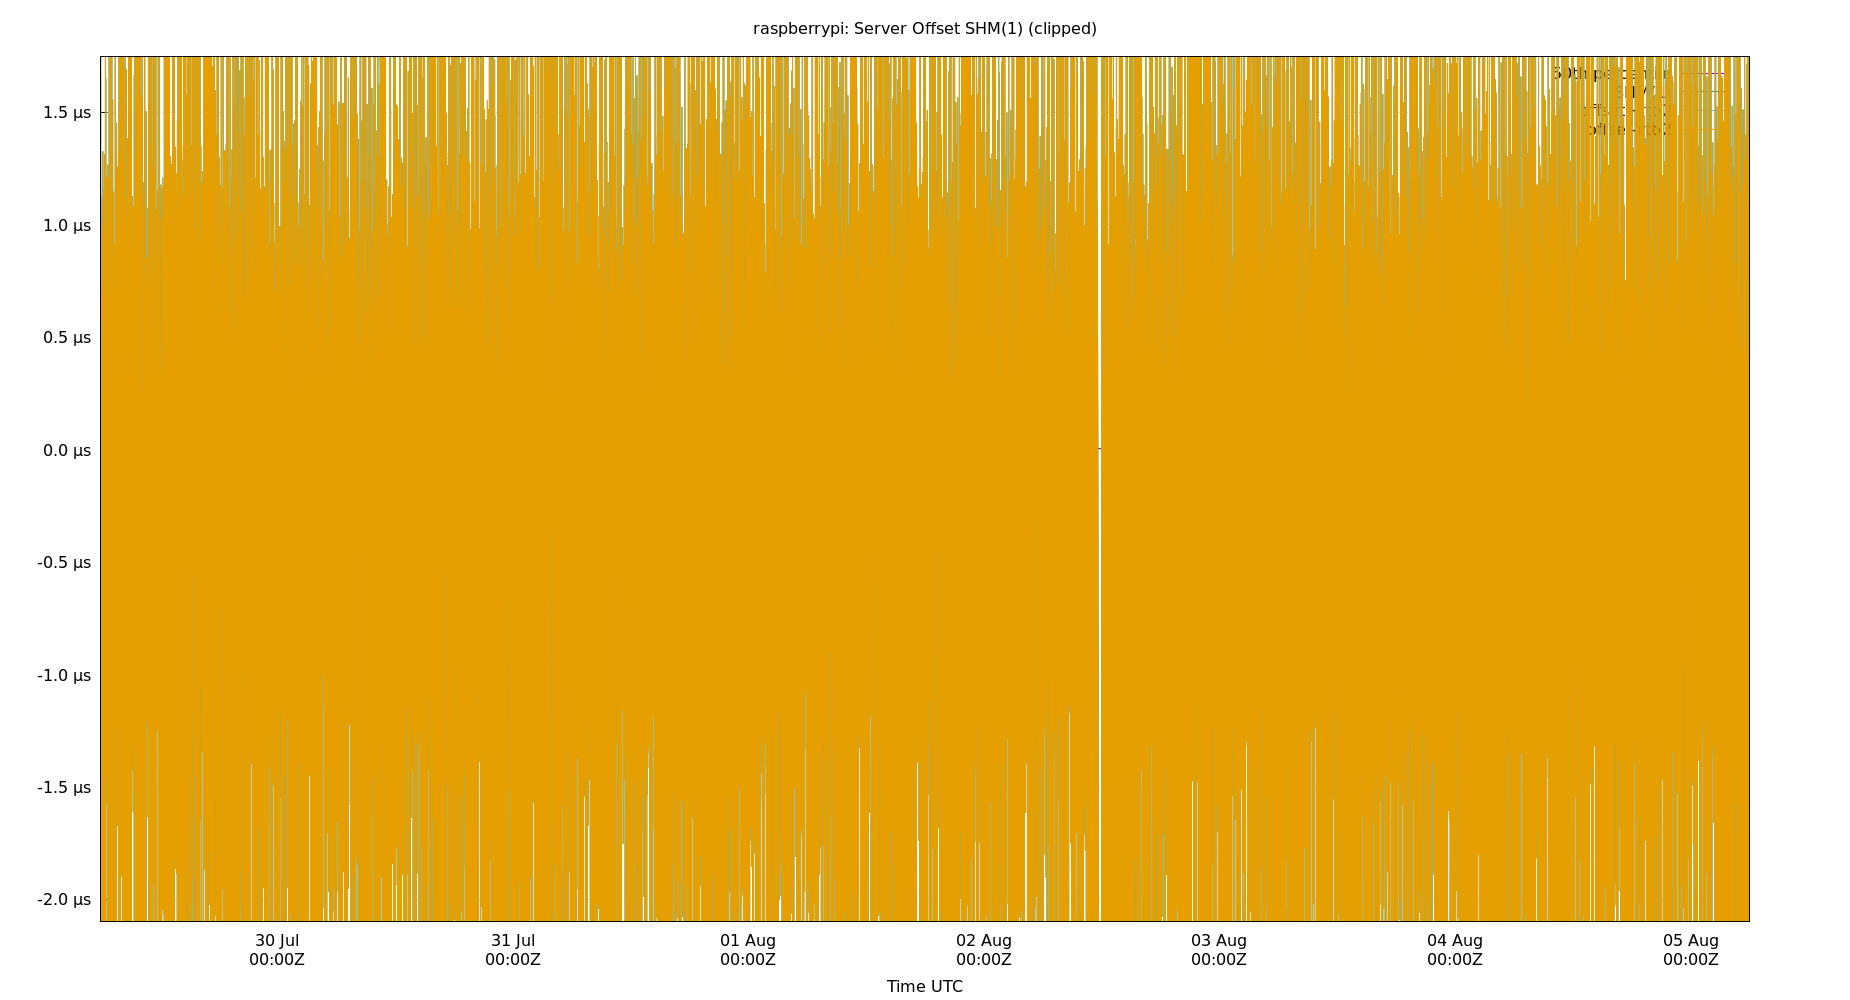 raspberrypi: Server Offset SHM(1) (clipped)
1.5 µs
1.0 µs
0.5 µs
0.0 µs
-0.5 µs
-1.0 µs
-1.5 µs
-2.0 µs
30 Jul 31 Jul 01 Aug 02 Aug 03 Aug 04 Aug 05 Aug
00:00Z 00:00Z 00:00Z 00:00Z 00:00Z 00:00Z 00:00Z
Time UTC